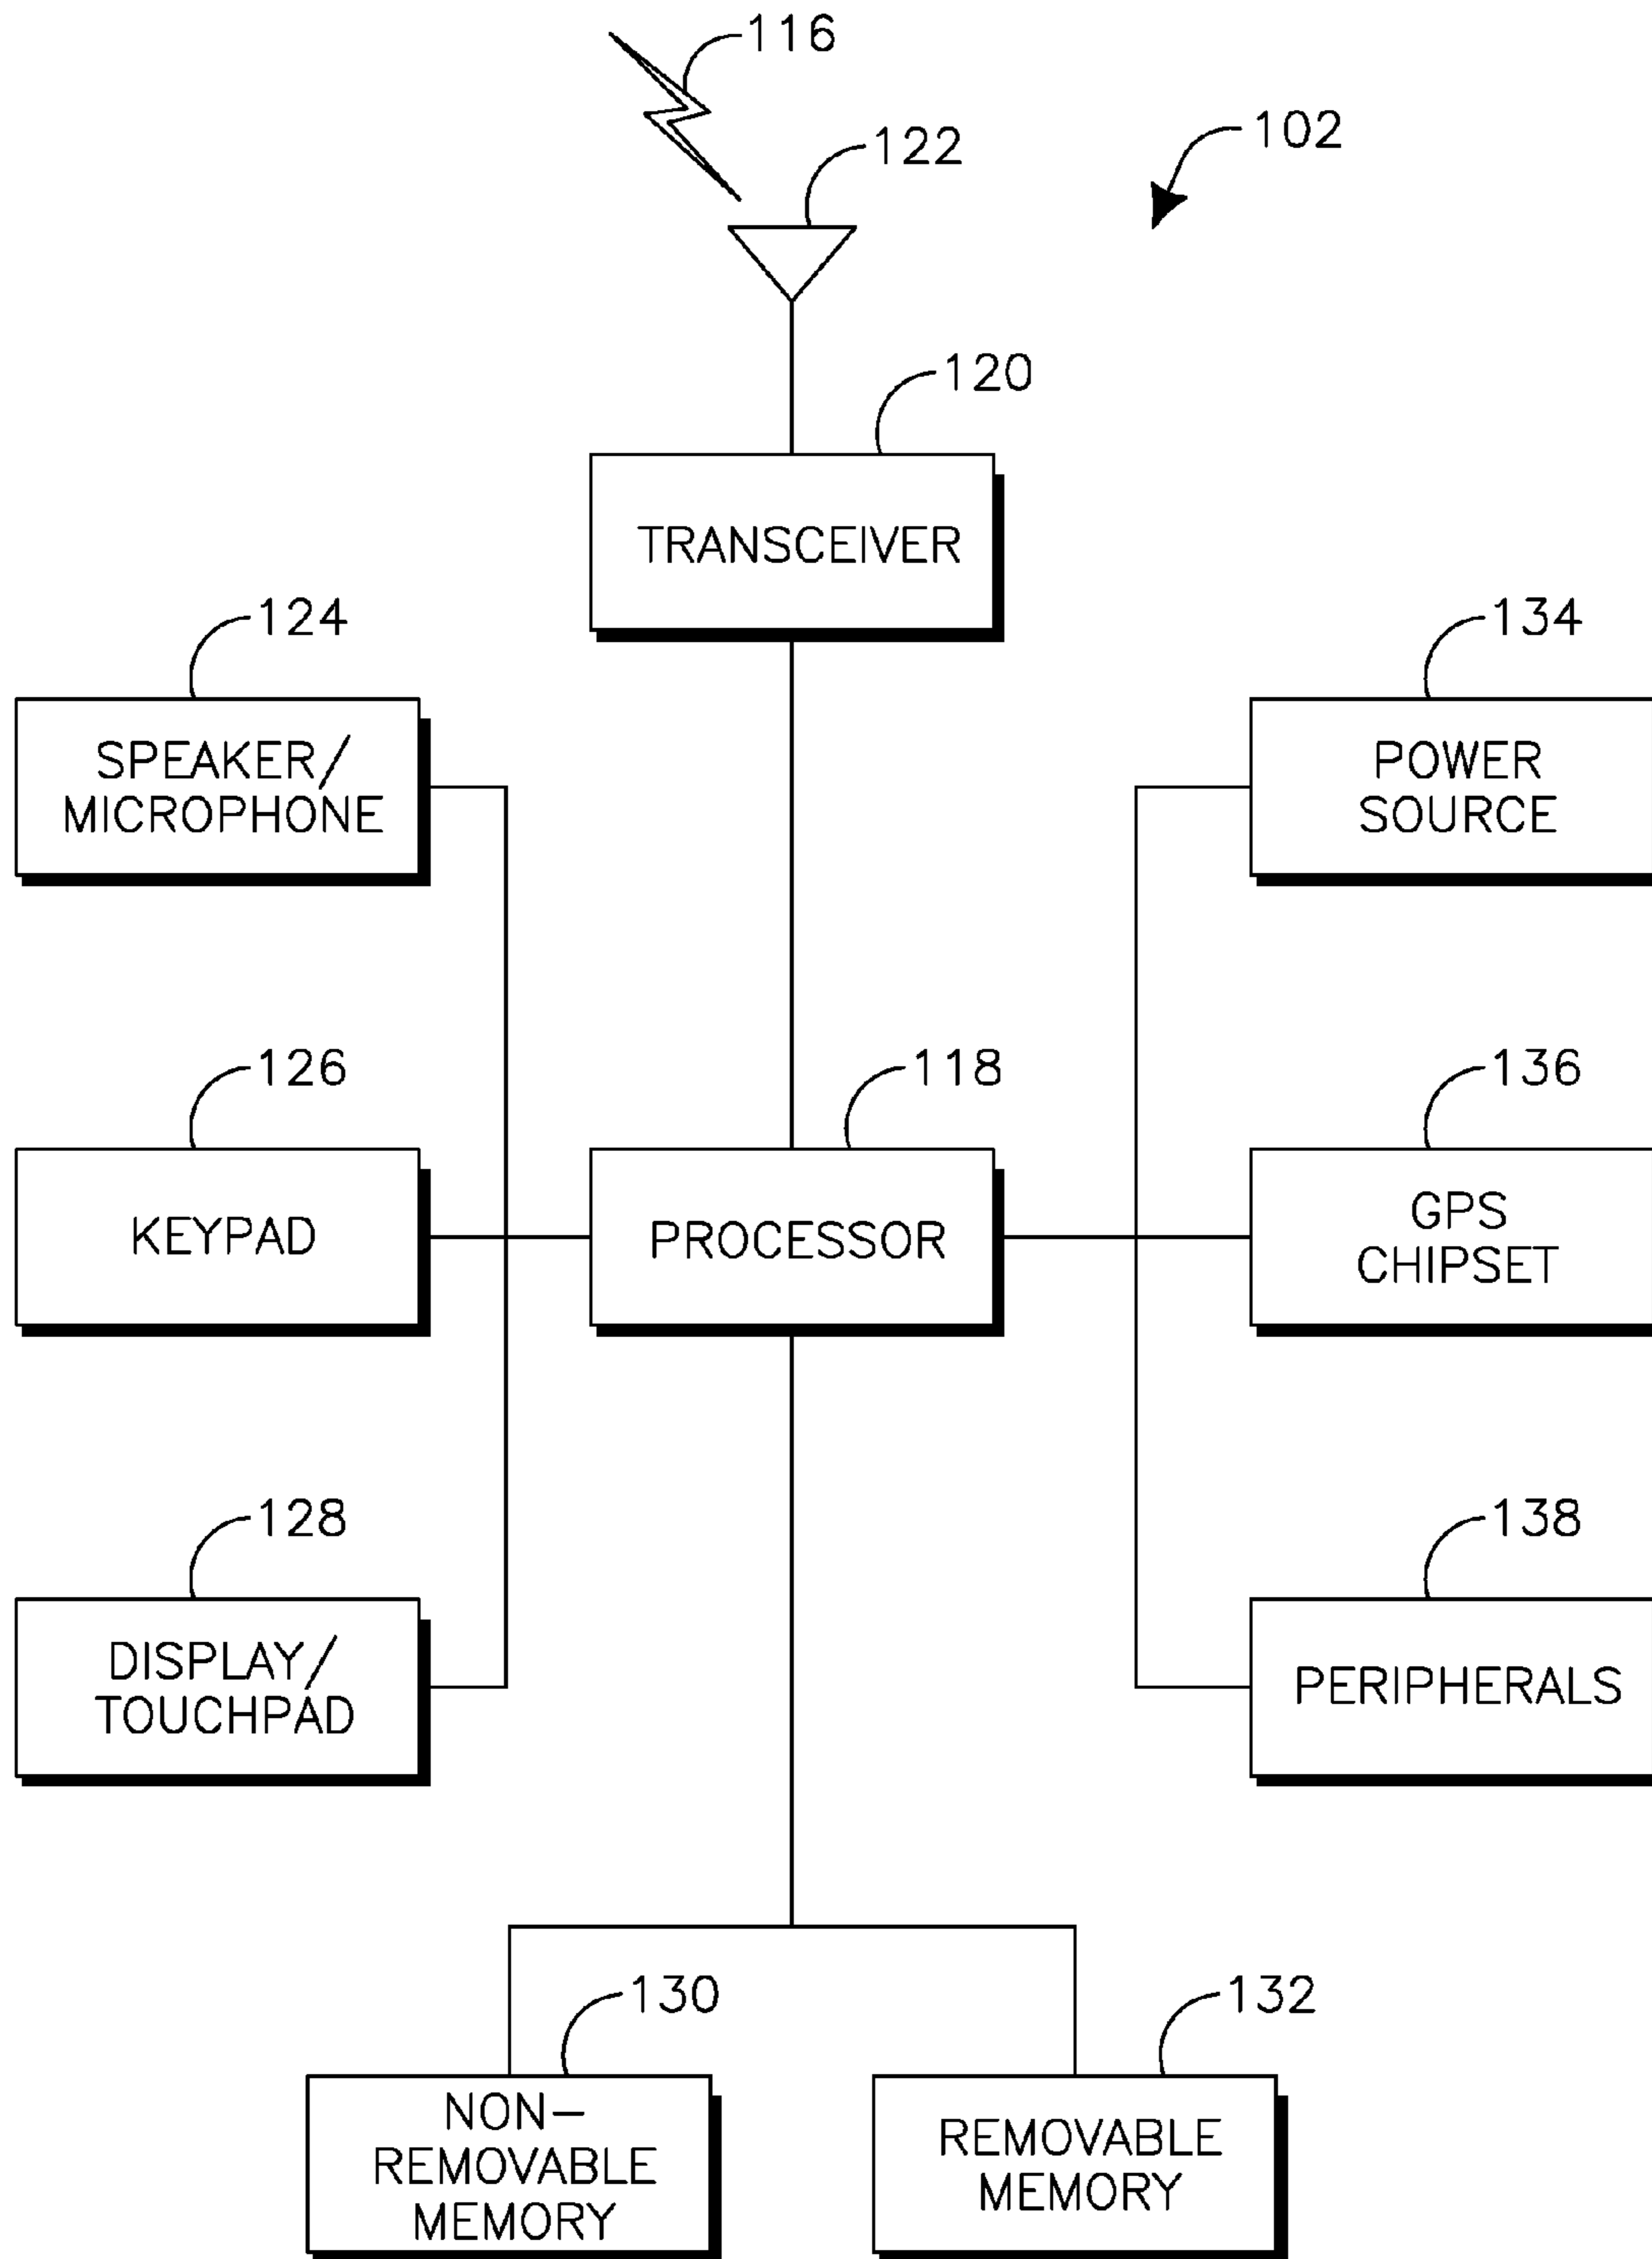 116
122
102
120
TRANSCEIVER
124
134
SPEAKER/
MICROPHONE
POWER
SOURCE
126
118
136
KEYPAD
PROCESSOR
GPS
CHIPSET
128
138
DISPLAY/
TOUCHPAD
PERIPHERALS
130
132
NON-
REMOVABLE
MEMORY
REMOVABLE
MEMORY